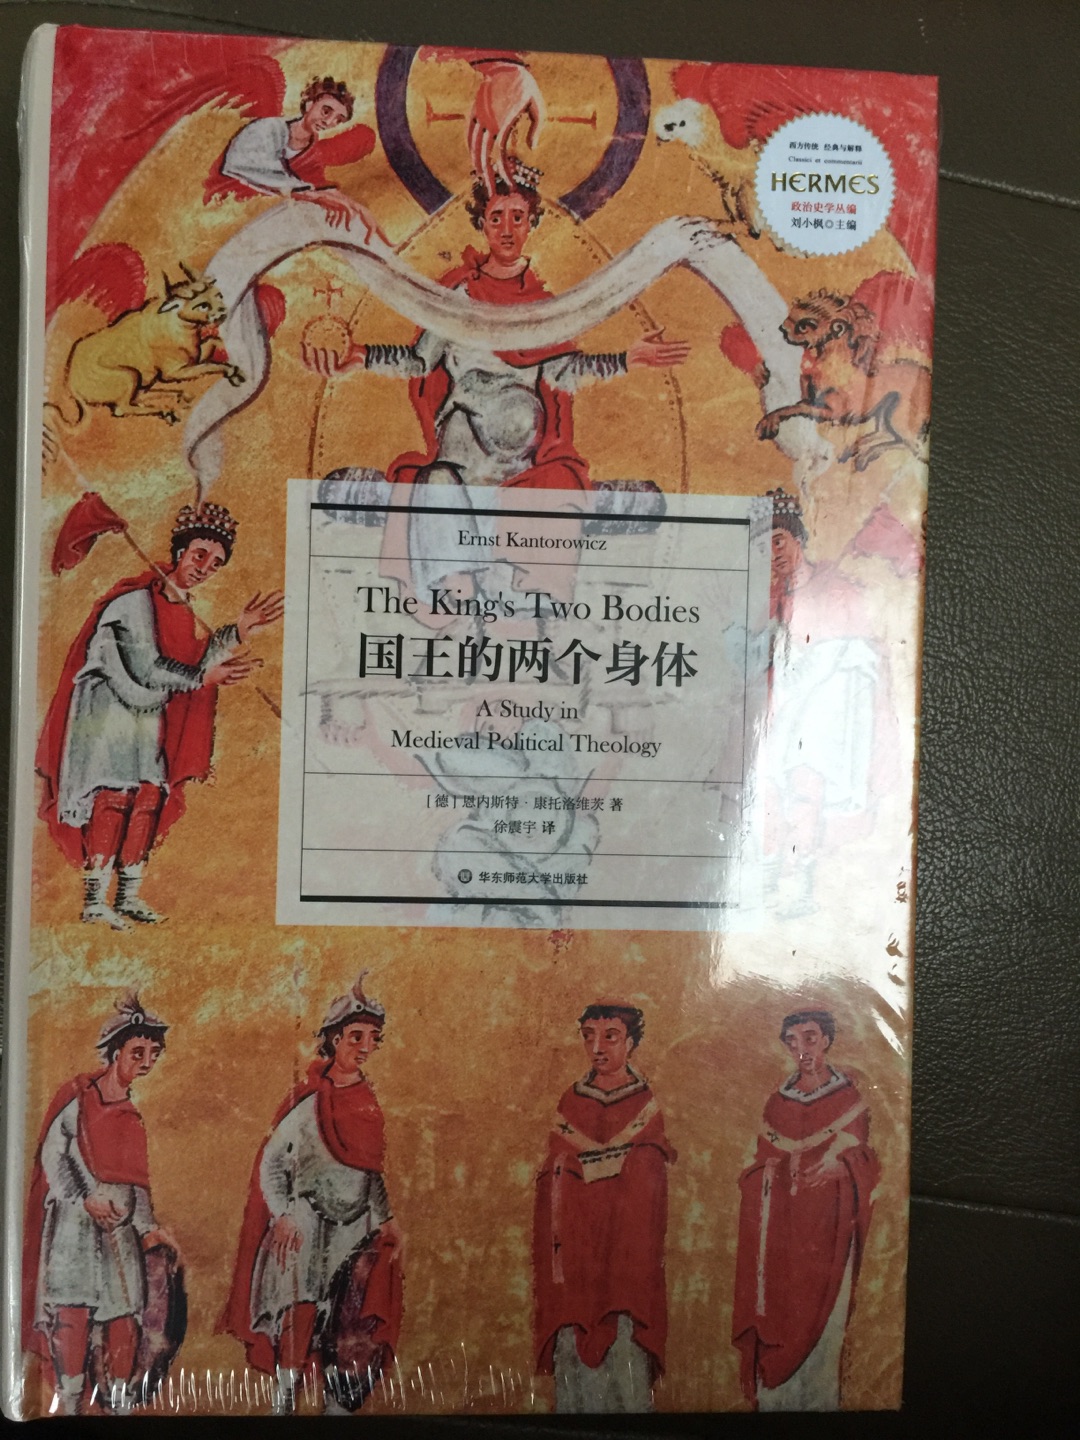 西方传统 经典与解释
Classici et commentarii
HERMES
政治史学丛编
刘小枫◎主编
Ernst Kantorowicz
The King's Two Bodies
国王的两个身体
A Study in
Medieval Political Theology
[德] 恩内斯特·康托洛维茨 著
徐震宇 译
华东师范大学出版社